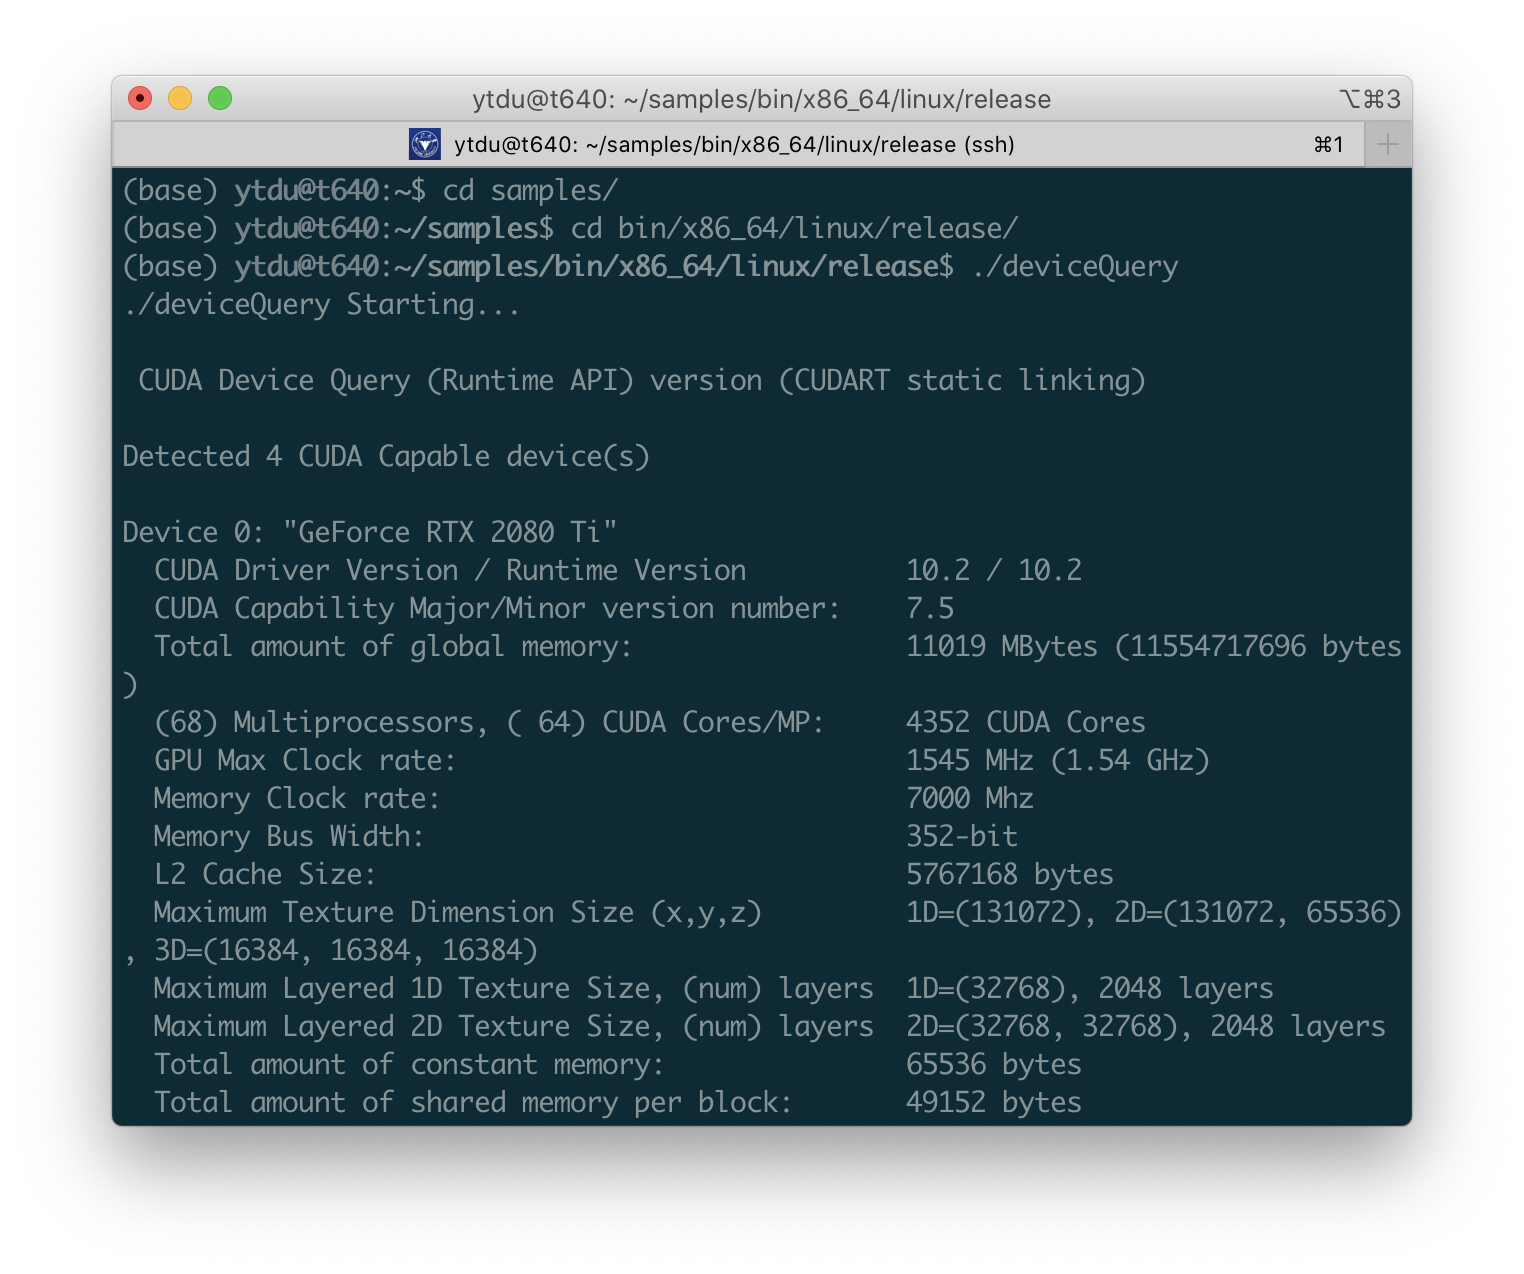 ytdu@t640: ~/samples/bin/x86_64/linux/release
⌥⌘3
ytdu@t640: ~/samples/bin/x86_64/linux/release (ssh)
⌘1
(base) ytdu@t640:~$ cd samples/
(base) ytdu@t640:~/samples$ cd bin/x86_64/linux/release/
(base) ytdu@t640:~/samples/bin/x86_64/linux/release$ ./deviceQuery
./deviceQuery Starting...
CUDA Device Query (Runtime API) version (CUDART static linking)
Detected 4 CUDA Capable device(s)
Device 0: "GeForce RTX 2080 Ti"
CUDA Driver Version / Runtime Version 10.2 / 10.2
CUDA Capability Major/Minor version number: 7.5
Total amount of global memory: 11019 MBytes (11554717696 bytes
)
(68) Multiprocessors, ( 64) CUDA Cores/MP: 4352 CUDA Cores
GPU Max Clock rate: 1545 MHz (1.54 GHz)
Memory Clock rate: 7000 Mhz
Memory Bus Width: 352-bit
L2 Cache Size: 5767168 bytes
Maximum Texture Dimension Size (x,y,z) 1D=(131072), 2D=(131072, 65536)
, 3D=(16384, 16384, 16384)
Maximum Layered 1D Texture Size, (num) layers 1D=(32768), 2048 layers
Maximum Layered 2D Texture Size, (num) layers 2D=(32768, 32768), 2048 layers
Total amount of constant memory: 65536 bytes
Total amount of shared memory per block: 49152 bytes